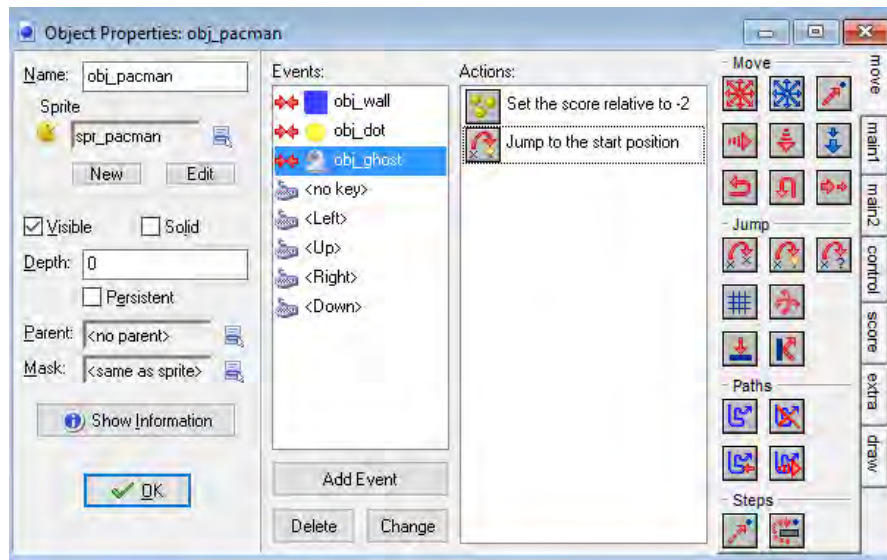 Object Properties: obj_pacman
Name: obj_pacman
Sprite
spr_pacman
New Edit
Visible Solid
Depth: 0
Persistent
Parent: <no parent>
Mask: <same as sprite>
Show Information
OK
Events:
obj_wall
obj_dot
obj_ghost
<no key>
<Left>
<Up>
<Right>
<Down>
Add Event
Delete Change
Actions:
Set the score relative to -2
Jump to the start position
Move
Jump
Paths
Steps
move
main1
main2
control
score
extra
draw